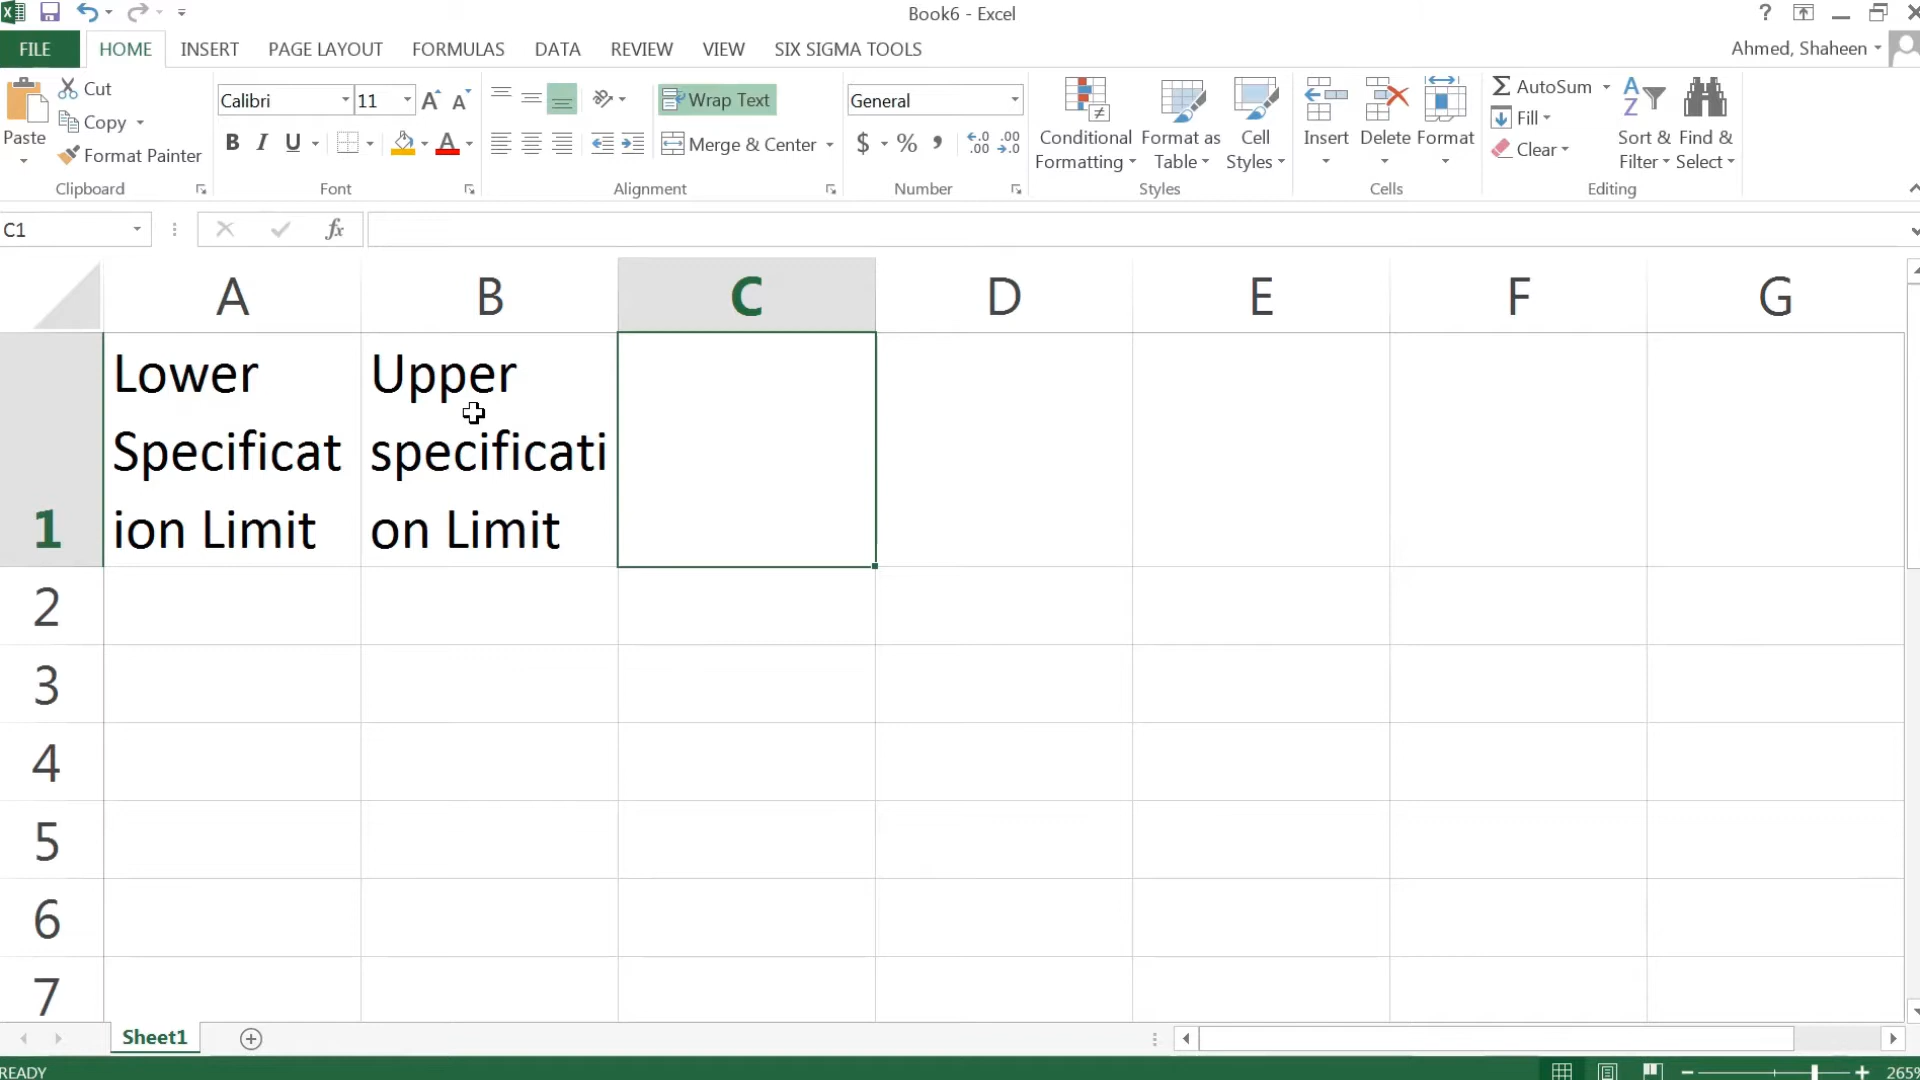 Book6 - Excel
?
FILE HOME INSERT PAGE LAYOUT FORMULAS DATA REVIEW VIEW SIX SIGMA TOOLS Ahmed, Shaheen
Paste
Cut
Copy
Format Painter
Clipboard
Calibri 11
B I U
Font
Wrap Text
Merge & Center
Alignment
General
$ %
Number
Conditional
Formatting
Format as
Table
Cell
Styles
Styles
Insert
Delete
Format
Cells
AutoSum
Fill
Clear
Sort &
Filter
Find &
Select
Editing
C1
fx
A B C D E F G
1
Lower
Specificat
ion Limit
Upper
specificati
on Limit
2
3
4
5
6
7
Sheet1
READY
265%